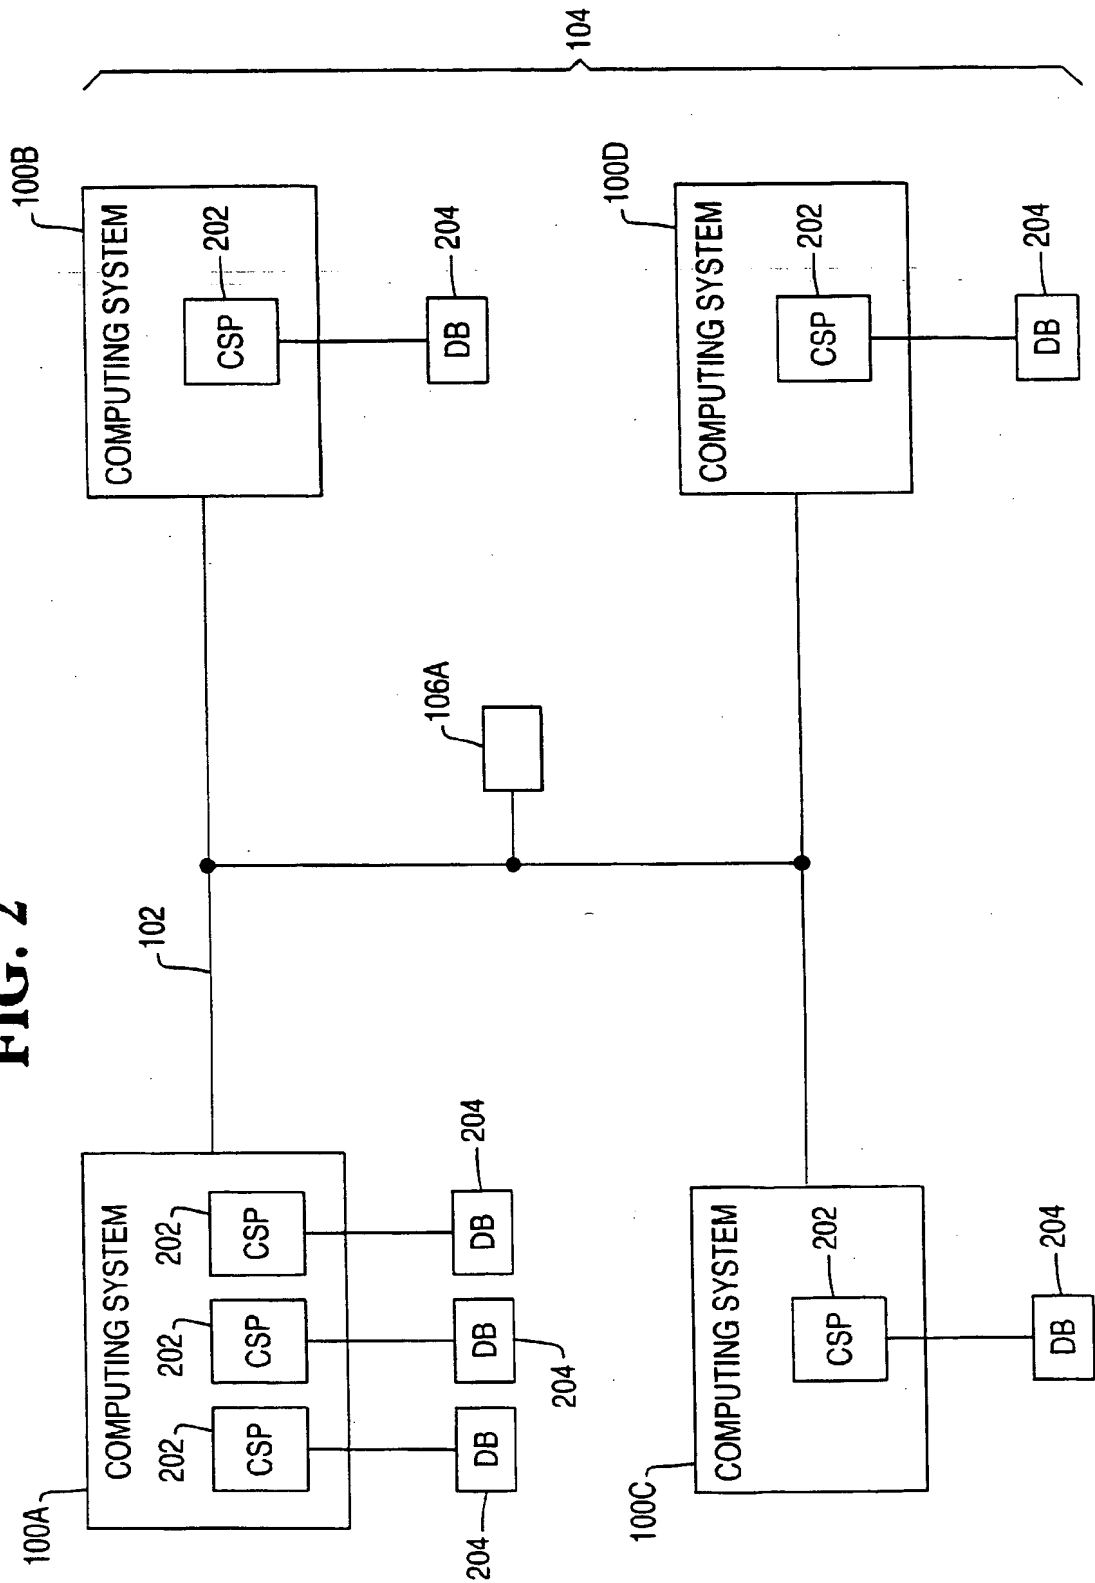 FIG. 2
100A
COMPUTING SYSTEM
202
CSP
202
CSP
202
CSP
204
DB
DB
204
DB
204
102
100B
COMPUTING SYSTEM
202
CSP
DB
204
106A
100C
COMPUTING SYSTEM
202
CSP
DB
204
100D
COMPUTING SYSTEM
202
CSP
DB
204
104